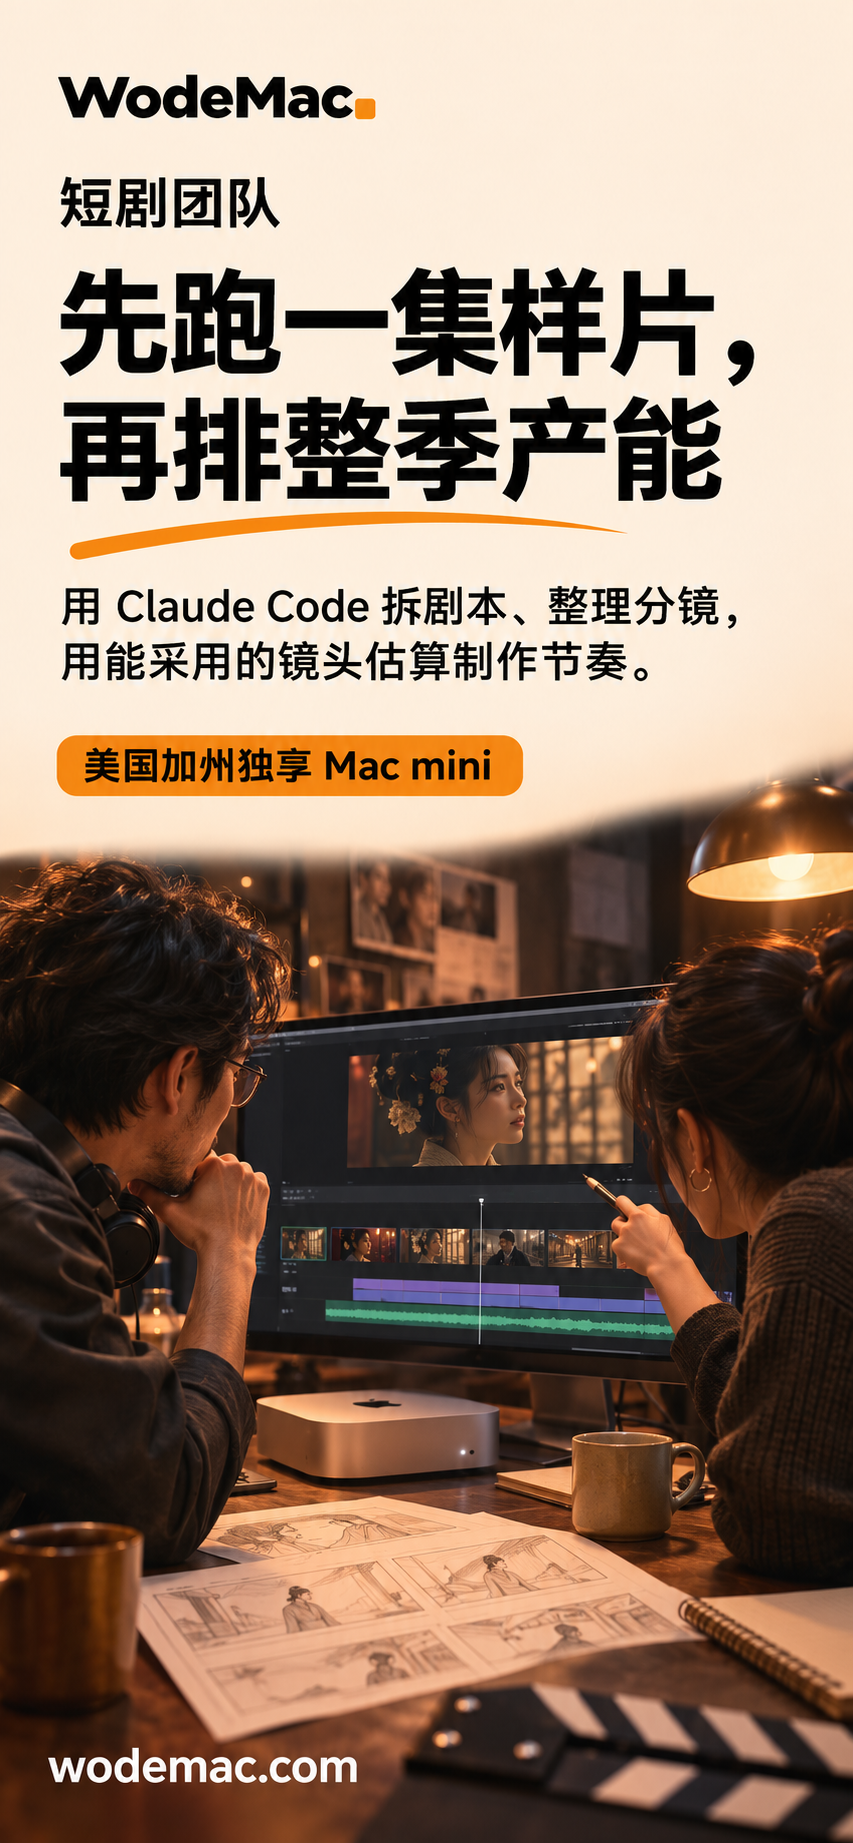 WodeMac.
短剧团队
先跑一集样片，
再排整季产能
用 Claude Code 拆剧本、整理分镜，
用能采用的镜头估算制作节奏。
美国加州独享 Mac mini
wodemac.com